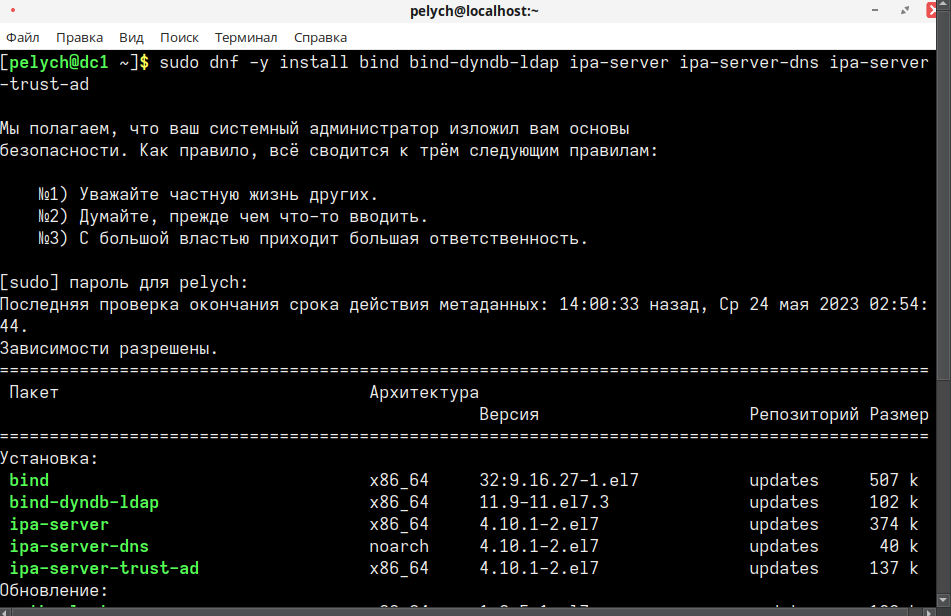 pelych@localhost:~
Файл Правка Вид Поиск Терминал Справка
[pelych@dc1 ~]$ sudo dnf -y install bind bind-dyndb-ldap ipa-server ipa-server-dns ipa-server
-trust-ad
Мы полагаем, что ваш системный администратор изложил вам основы
безопасности. Как правило, всё сводится к трём следующим правилам:
№1) Уважайте частную жизнь других.
№2) Думайте, прежде чем что-то вводить.
№3) С большой властью приходит большая ответственность.
[sudo] пароль для pelych:
Последняя проверка окончания срока действия метаданных: 14:00:33 назад, Ср 24 мая 2023 02:54:
44.
Зависимости разрешены.
=============================================================================================
Пакет Архитектура
Версия Репозиторий Размер
=============================================================================================
Установка:
bind x86_64 32:9.16.27-1.el7 updates 507 k
bind-dyndb-ldap x86_64 11.9-11.el7.3 updates 102 k
ipa-server x86_64 4.10.1-2.el7 updates 374 k
ipa-server-dns noarch 4.10.1-2.el7 updates 40 k
ipa-server-trust-ad x86_64 4.10.1-2.el7 updates 137 k
Обновление: